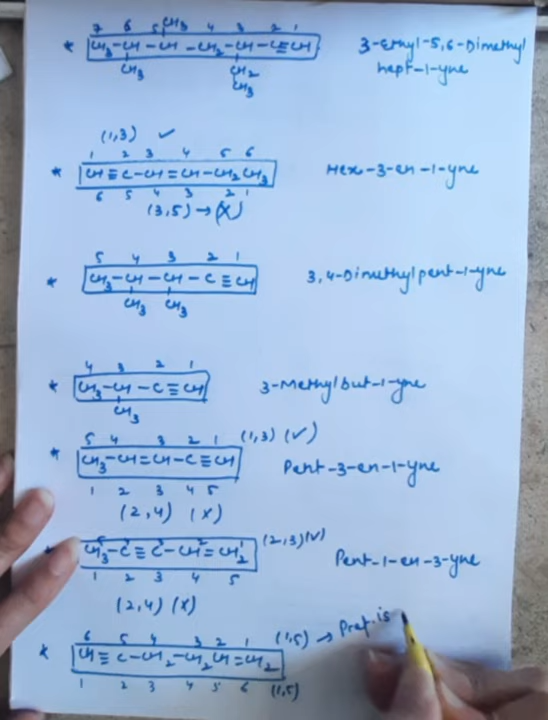 7 6 5 CH3 4 3 2 1
* CH3-CH-CH-CH2-CH-C≡CH 3-Ethyl-5,6-Dimethyl
CH3 CH2 hept-1-yne
CH3
(1,3) ✓
1 2 3 4 5 6
* CH≡C-CH=CH-CH2CH3 Hex-3-en-1-yne
6 5 4 3 2 1
(3,5)→(X)
5 4 3 2 1
* CH3-CH-CH-C≡CH 3,4-Dimethylpent-1-yne
CH3 CH3
4 3 2 1
* CH3-CH-C≡CH 3-Methylbut-1-yne
CH3
5 4 3 2 1 (1,3) (✓)
* CH3-CH=CH-C≡CH Pent-3-en-1-yne
1 2 3 4 5
(2,4) (X)
CH3-C≡C-CH=CH2 (2,3)(✓) Pent-1-en-3-yne
1 2 3 4 5
(2,4) (X)
6 5 4 3 2 1 (1,5) → Pref. is
* CH≡C-CH2-CH2CH=CH2
1 2 3 4 5 6 (1,5)